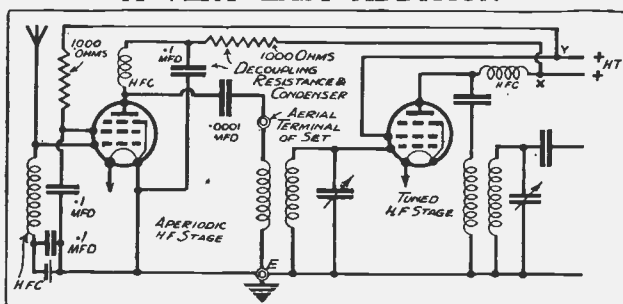 1000
OHMS
HFC
.1
MFD
1000 OHMS
DECOUPLING
RESISTANCE &
CONDENSER
.0001
MFD
AERIAL
TERMINAL
OF SET
Y
+
HT
+
X
HFC
.1
MFD
.1
MFD
HFC
APERIODIC
HF STAGE
E
TUNED
H.F STAGE